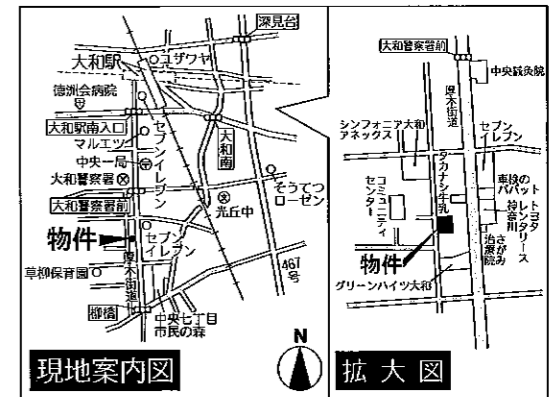 深見台
大和駅
ユザワヤ
徳洲会病院
大和駅南入口
マルエツ
セブンイレブン
大和南
中央一局
大和警察署
そうてつ
ローゼン
光丘中
大和警察署前
物件
セブン
イレブン
草柳保育園
厚木街道
467号
柳橋
中央七丁目
市民の森
現地案内図
N
大和警察署前
中央鍼灸院
厚木街道
シンフォニア大和
アネックス
セブン
イレブン
タカナシ牛乳
コミュニティ
センター
車検の
パパット
トヨタ
レンタリース
神奈川
さがみ
治療院
物件
グリーンハイツ大和
拡大図